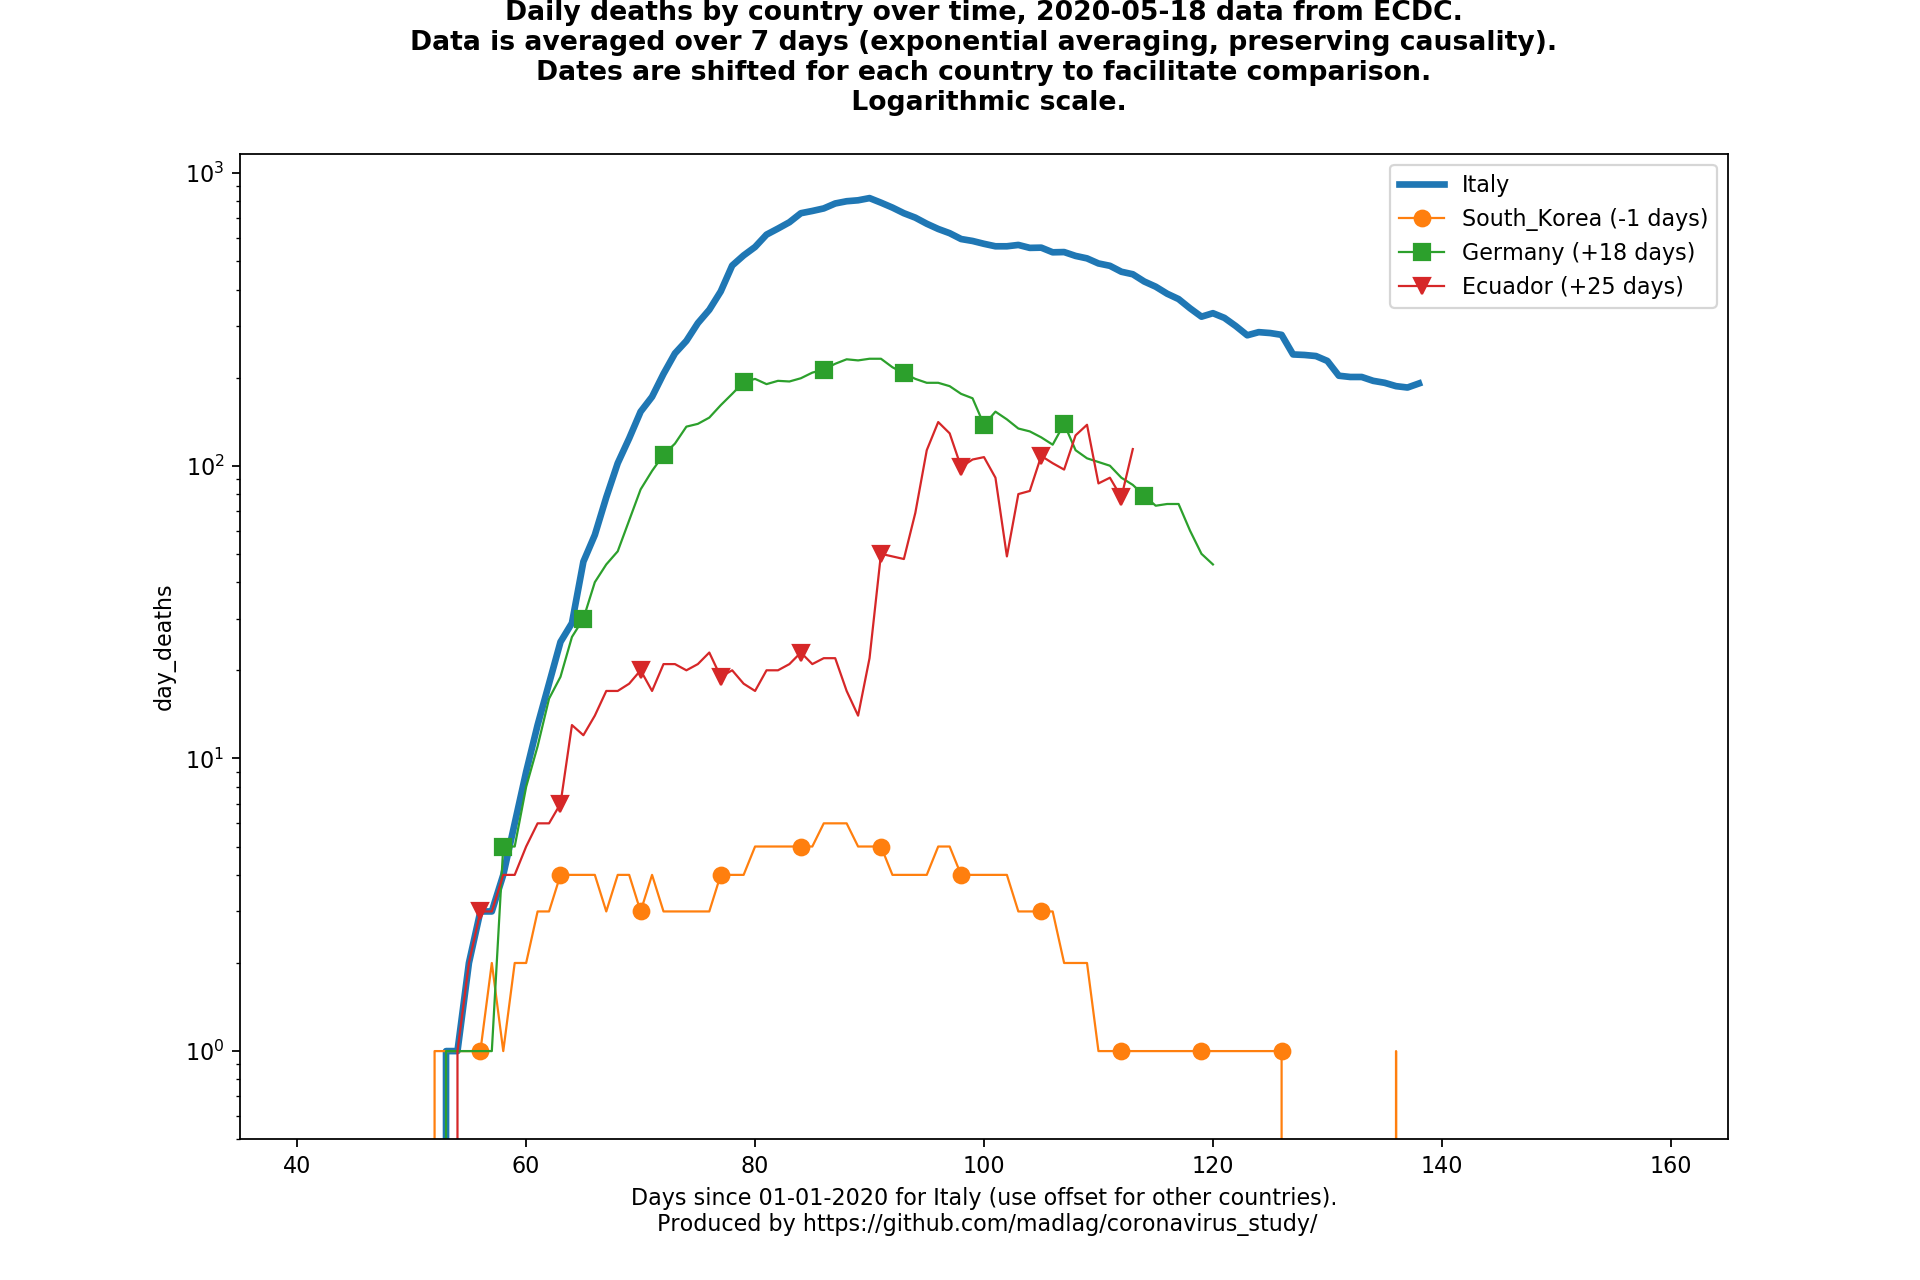 Daily deaths by country over time, 2020-05-18 data from ECDC.
Data is averaged over 7 days (exponential averaging, preserving causality).
Dates are shifted for each country to facilitate comparison.
Logarithmic scale.
10³
10²
10¹
10⁰
day_deaths
Italy
South_Korea (-1 days)
Germany (+18 days)
Ecuador (+25 days)
40 60 80 100 120 140 160
Days since 01-01-2020 for Italy (use offset for other countries).
Produced by https://github.com/madlag/coronavirus_study/